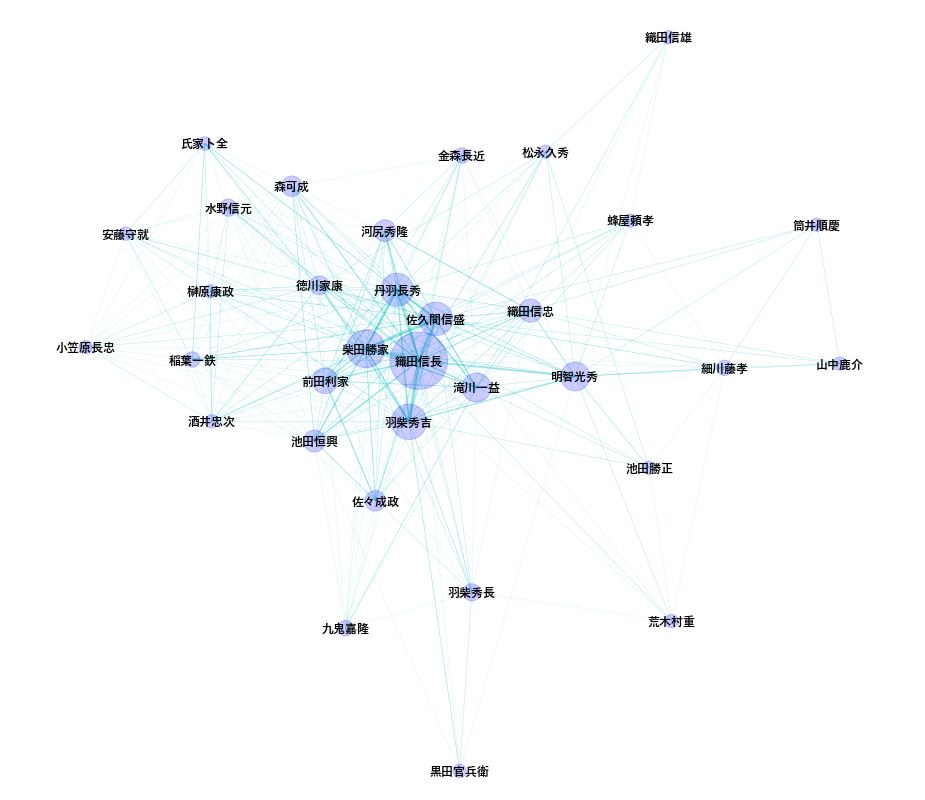 織田信雄
氏家卜全
金森長近
松永久秀
森可成
水野信元
安藤守就
河尻秀隆
蜂屋頼孝
筒井順慶
榊原康政
徳川家康
丹羽長秀
佐久間信盛
織田信忠
小笠原長忠
稲葉一鉄
柴田勝家
織田信長
前田利家
滝川一益
明智光秀
細川藤孝
山中鹿介
酒井忠次
池田恒興
羽柴秀吉
池田勝正
佐々成政
羽柴秀長
九鬼嘉隆
荒木村重
黒田官兵衛